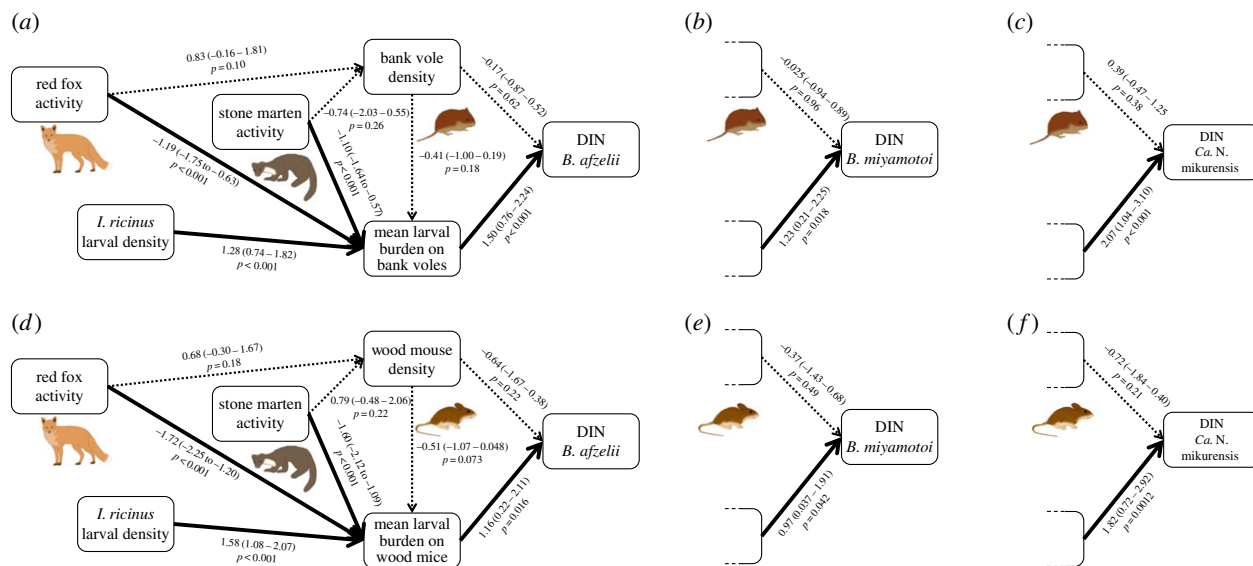 (a)
0.83 (–0.16 – 1.81)
p = 0.10
bank vole
density
–0.17 (–0.87 – 0.52)
p = 0.62
red fox
activity
stone marten
activity
–0.74 (–2.03 – 0.55)
p = 0.26
–1.10 (–1.64 to –0.57)
p < 0.001
–0.41 (–1.00 – 0.19)
p = 0.18
DIN
B. afzelii
–1.19 (–1.75 to –0.63)
p < 0.001
I. ricinus
larval density
1.28 (0.74 – 1.82)
p < 0.001
mean larval
burden on
bank voles
1.50 (0.76 – 2.24)
p < 0.001
(b)
–0.025 (–0.94 – 0.89)
p = 0.96
DIN
B. miyamotoi
1.23 (0.21 – 2.25)
p = 0.018
(c)
0.39 (–0.47 – 1.25
p = 0.38
DIN
Ca. N.
mikurensis
2.07 (1.04 – 3.10)
p < 0.001
(d)
0.68 (–0.30 – 1.67)
p = 0.18
wood mouse
density
–0.64 (–1.67 – 0.38)
p = 0.22
red fox
activity
stone marten
activity
0.79 (–0.48 – 2.06)
p = 0.22
–1.60 (–2.12 to –1.09)
p < 0.001
–0.51 (–1.07 – 0.048)
p = 0.073
DIN
B. afzelii
–1.72 (–2.25 to –1.20)
p < 0.001
I. ricinus
larval density
1.58 (1.08 – 2.07)
p < 0.001
mean larval
burden on
wood mice
1.16 (0.22 – 2.11)
p = 0.016
(e)
–0.37 (–1.43 – 0.68)
p = 0.49
DIN
B. miyamotoi
0.97 (0.037 – 1.91)
p = 0.042
(f)
–0.72 (–1.84 – 0.40)
p = 0.21
DIN
Ca. N.
mikurensis
1.82 (0.72 – 2.92)
p = 0.0012